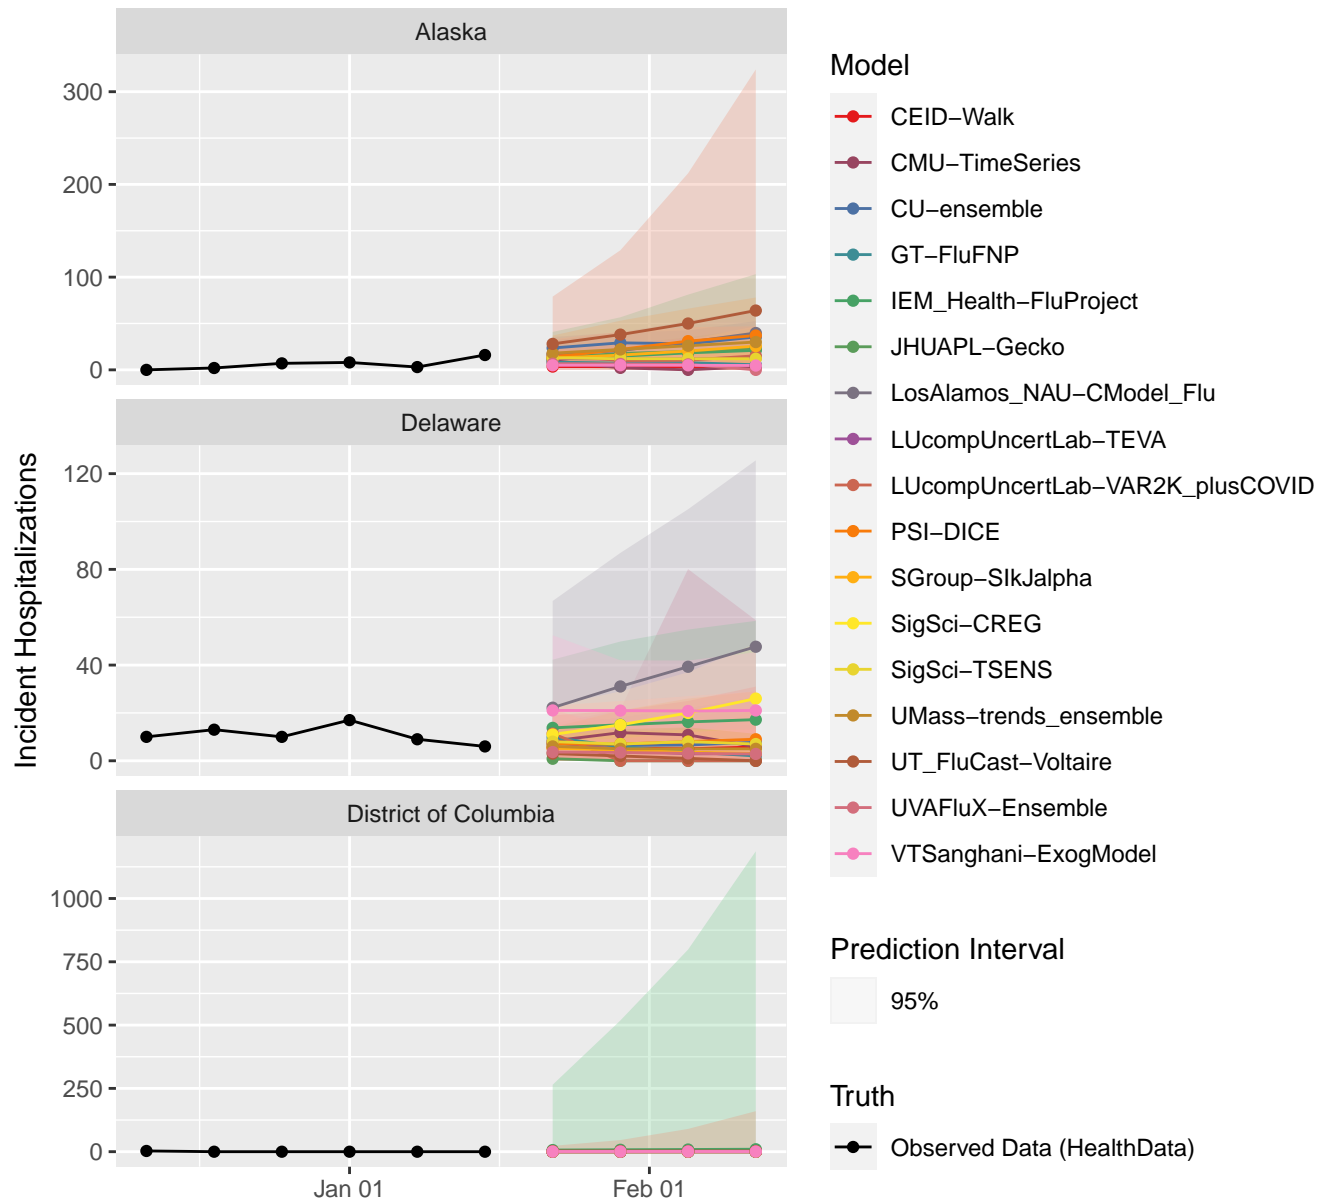 Alaska
300
200
100
0
Delaware
120
80
40
0
District of Columbia
1000
750
500
250
0
Jan 01
Feb 01
Incident Hospitalizations
Model
CEID−Walk
CMU−TimeSeries
CU−ensemble
GT−FluFNP
IEM_Health−FluProject
JHUAPL−Gecko
LosAlamos_NAU−CModel_Flu
LUcompUncertLab−TEVA
LUcompUncertLab−VAR2K_plusCOVID
PSI−DICE
SGroup−SIkJalpha
SigSci−CREG
SigSci−TSENS
UMass−trends_ensemble
UT_FluCast−Voltaire
UVAFluX−Ensemble
VTSanghani−ExogModel
Prediction Interval
95%
Truth
Observed Data (HealthData)